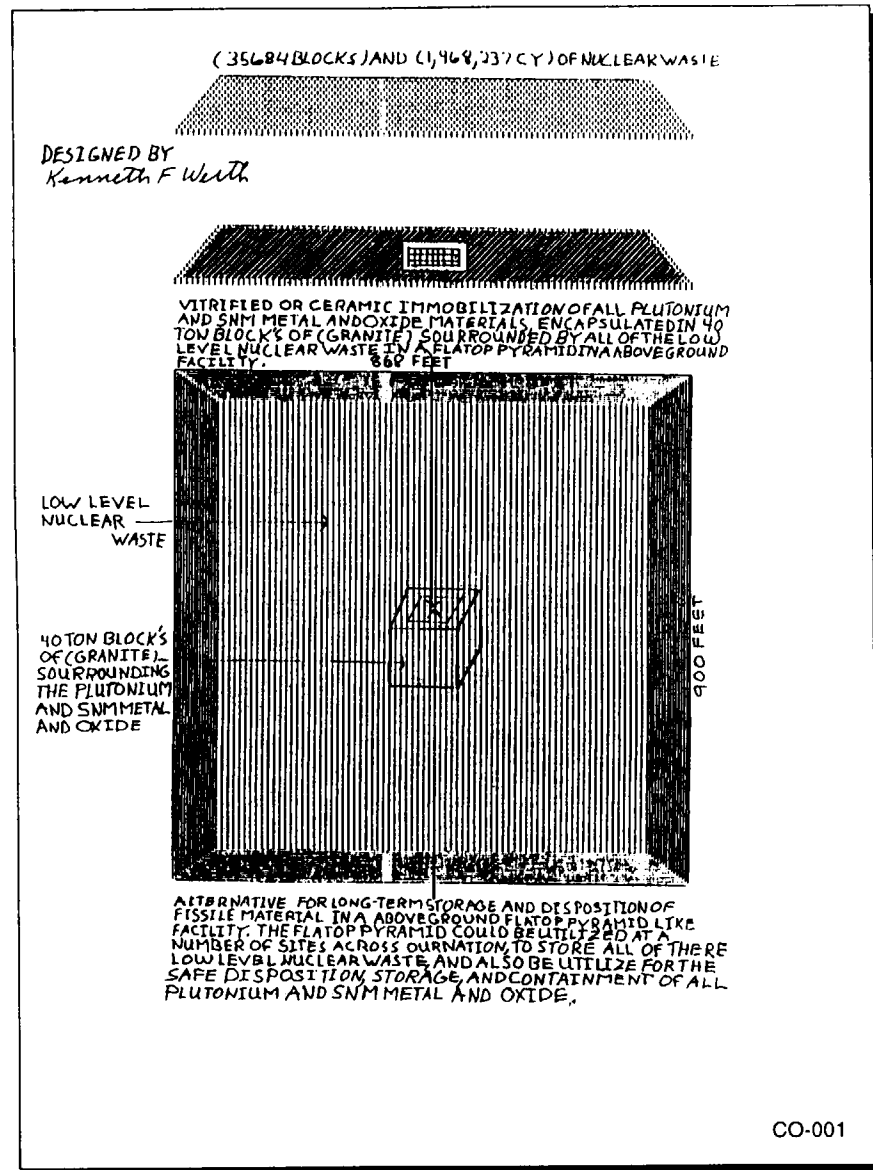 (35684 BLOCKS) AND (1,968,237 CY) OF NUCLEAR WASTE
DESIGNED BY
Kenneth F Werth
VITRIFIED OR CERAMIC IMMOBILIZATION OF ALL PLUTONIUM
AND SNM METAL AND OXIDE MATERIALS, ENCAPSULATED IN 40
TON BLOCK'S OF (GRANITE) SOURROUNDED BY ALL OF THE LOW
LEVEL NUCLEAR WASTE IN A FLATOP PYRAMID IN A ABOVEGROUND
FACILITY.
868 FEET
LOW LEVEL
NUCLEAR
WASTE
40 TON BLOCK'S
OF (GRANITE)
SOURROUNDING
THE PLUTONIUM
AND SNM METAL
AND OXIDE
900 FEET
ALTERNATIVE FOR LONG-TERM STORAGE AND DISPOSITION OF
FISSILE MATERIAL IN A ABOVEGROUND FLATOP PYRAMID LIKE
FACILITY. THE FLATOP PYRAMID COULD BE UTILIZED AT A
NUMBER OF SITES ACROSS OUR NATION, TO STORE ALL OF THERE
LOW LEVEL NUCLEAR WASTE, AND ALSO BE UTILIZE FOR THE
SAFE DISPOSITION, STORAGE, AND CONTAINMENT OF ALL
PLUTONIUM AND SNM METAL AND OXIDE.
CO-001